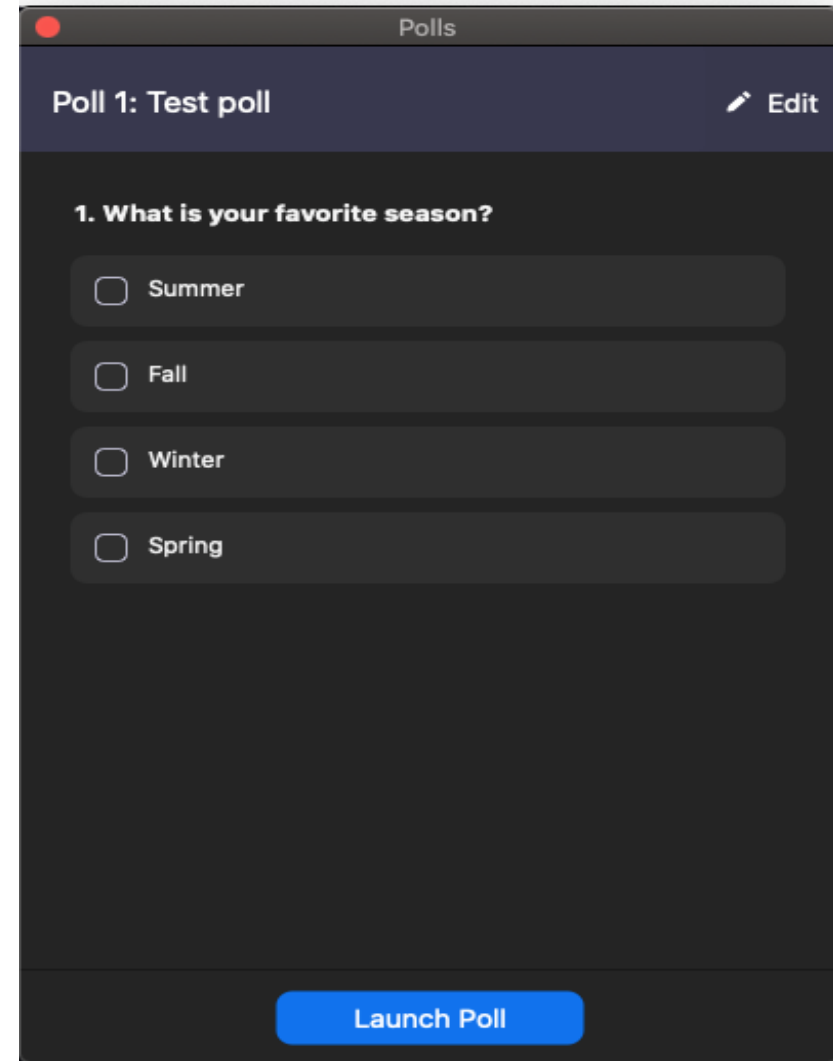 Polls
Poll 1: Test poll
Edit
1. What is your favorite season?
Summer
Fall
Winter
Spring
Launch Poll